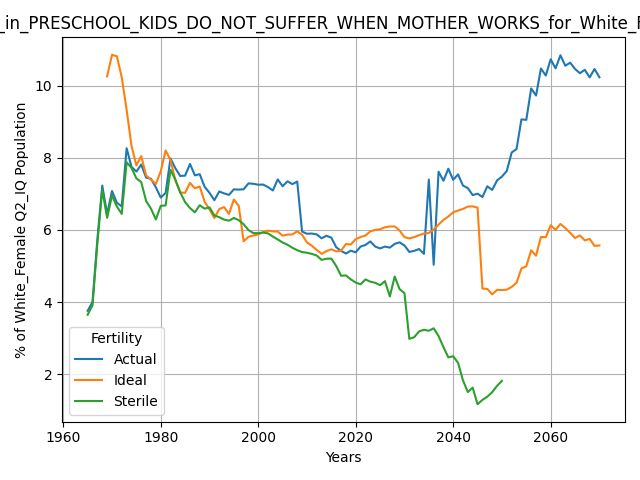 _in_PRESCHOOL_KIDS_DO_NOT_SUFFER_WHEN_MOTHER_WORKS_for_White_
% of White_Female Q2_IQ Population
10
8
6
4
2
Fertility
Actual
Ideal
Sterile
1960
1980
2000
2020
2040
2060
Years